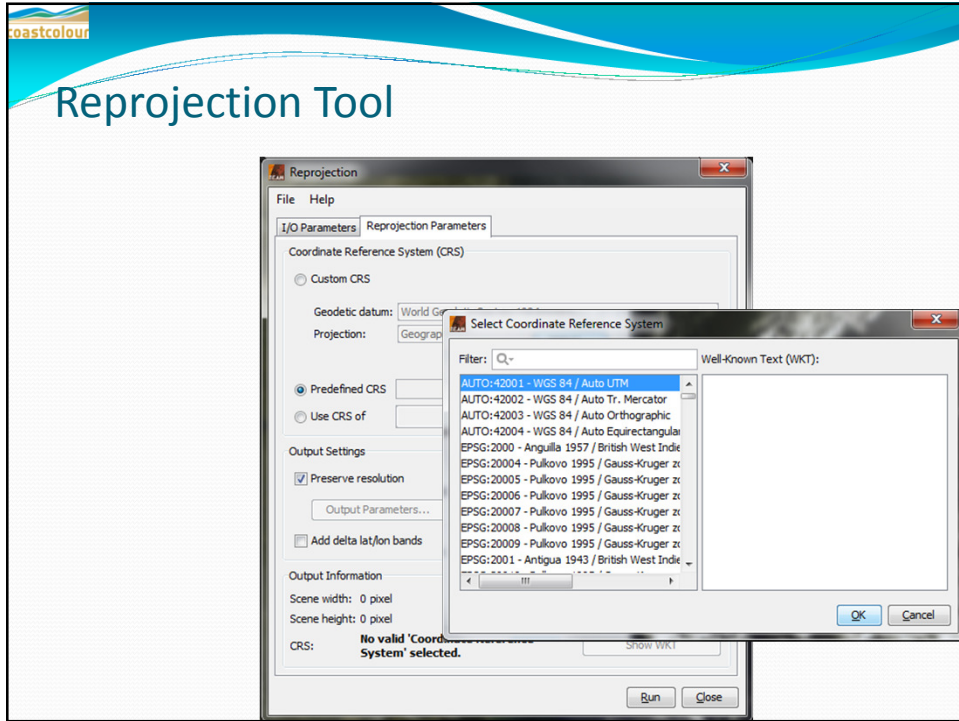 coastcolour
Reprojection Tool
Reprojection
File Help
I/O Parameters Reprojection Parameters
Coordinate Reference System (CRS)
Custom CRS
Geodetic datum: World
Projection:
Predefined CRS
Use CRS of
Output Settings
Preserve resolution
Output Parameters...
Add delta lat/lon bands
Output Information
Scene width: 0 pixel
Scene height: 0 pixel
CRS: No valid 'Coordinate Reference
System' selected.
Show WKT
Run Close
Select Coordinate Reference System
Filter:
Well-Known Text (WKT):
AUTO:42001 - WGS 84 / Auto UTM
AUTO:42002 - WGS 84 / Auto Tr. Mercator
AUTO:42003 - WGS 84 / Auto Orthographic
AUTO:42004 - WGS 84 / Auto Equirectangular
EPSG:2000 - Anguilla 1957 / British West Indie
EPSG:20004 - Pulkovo 1995 / Gauss-Kruger zo
EPSG:20005 - Pulkovo 1995 / Gauss-Kruger zo
EPSG:20006 - Pulkovo 1995 / Gauss-Kruger zo
EPSG:20007 - Pulkovo 1995 / Gauss-Kruger zo
EPSG:20008 - Pulkovo 1995 / Gauss-Kruger zo
EPSG:20009 - Pulkovo 1995 / Gauss-Kruger zo
EPSG:2001 - Antigua 1943 / British West Indie
OK Cancel